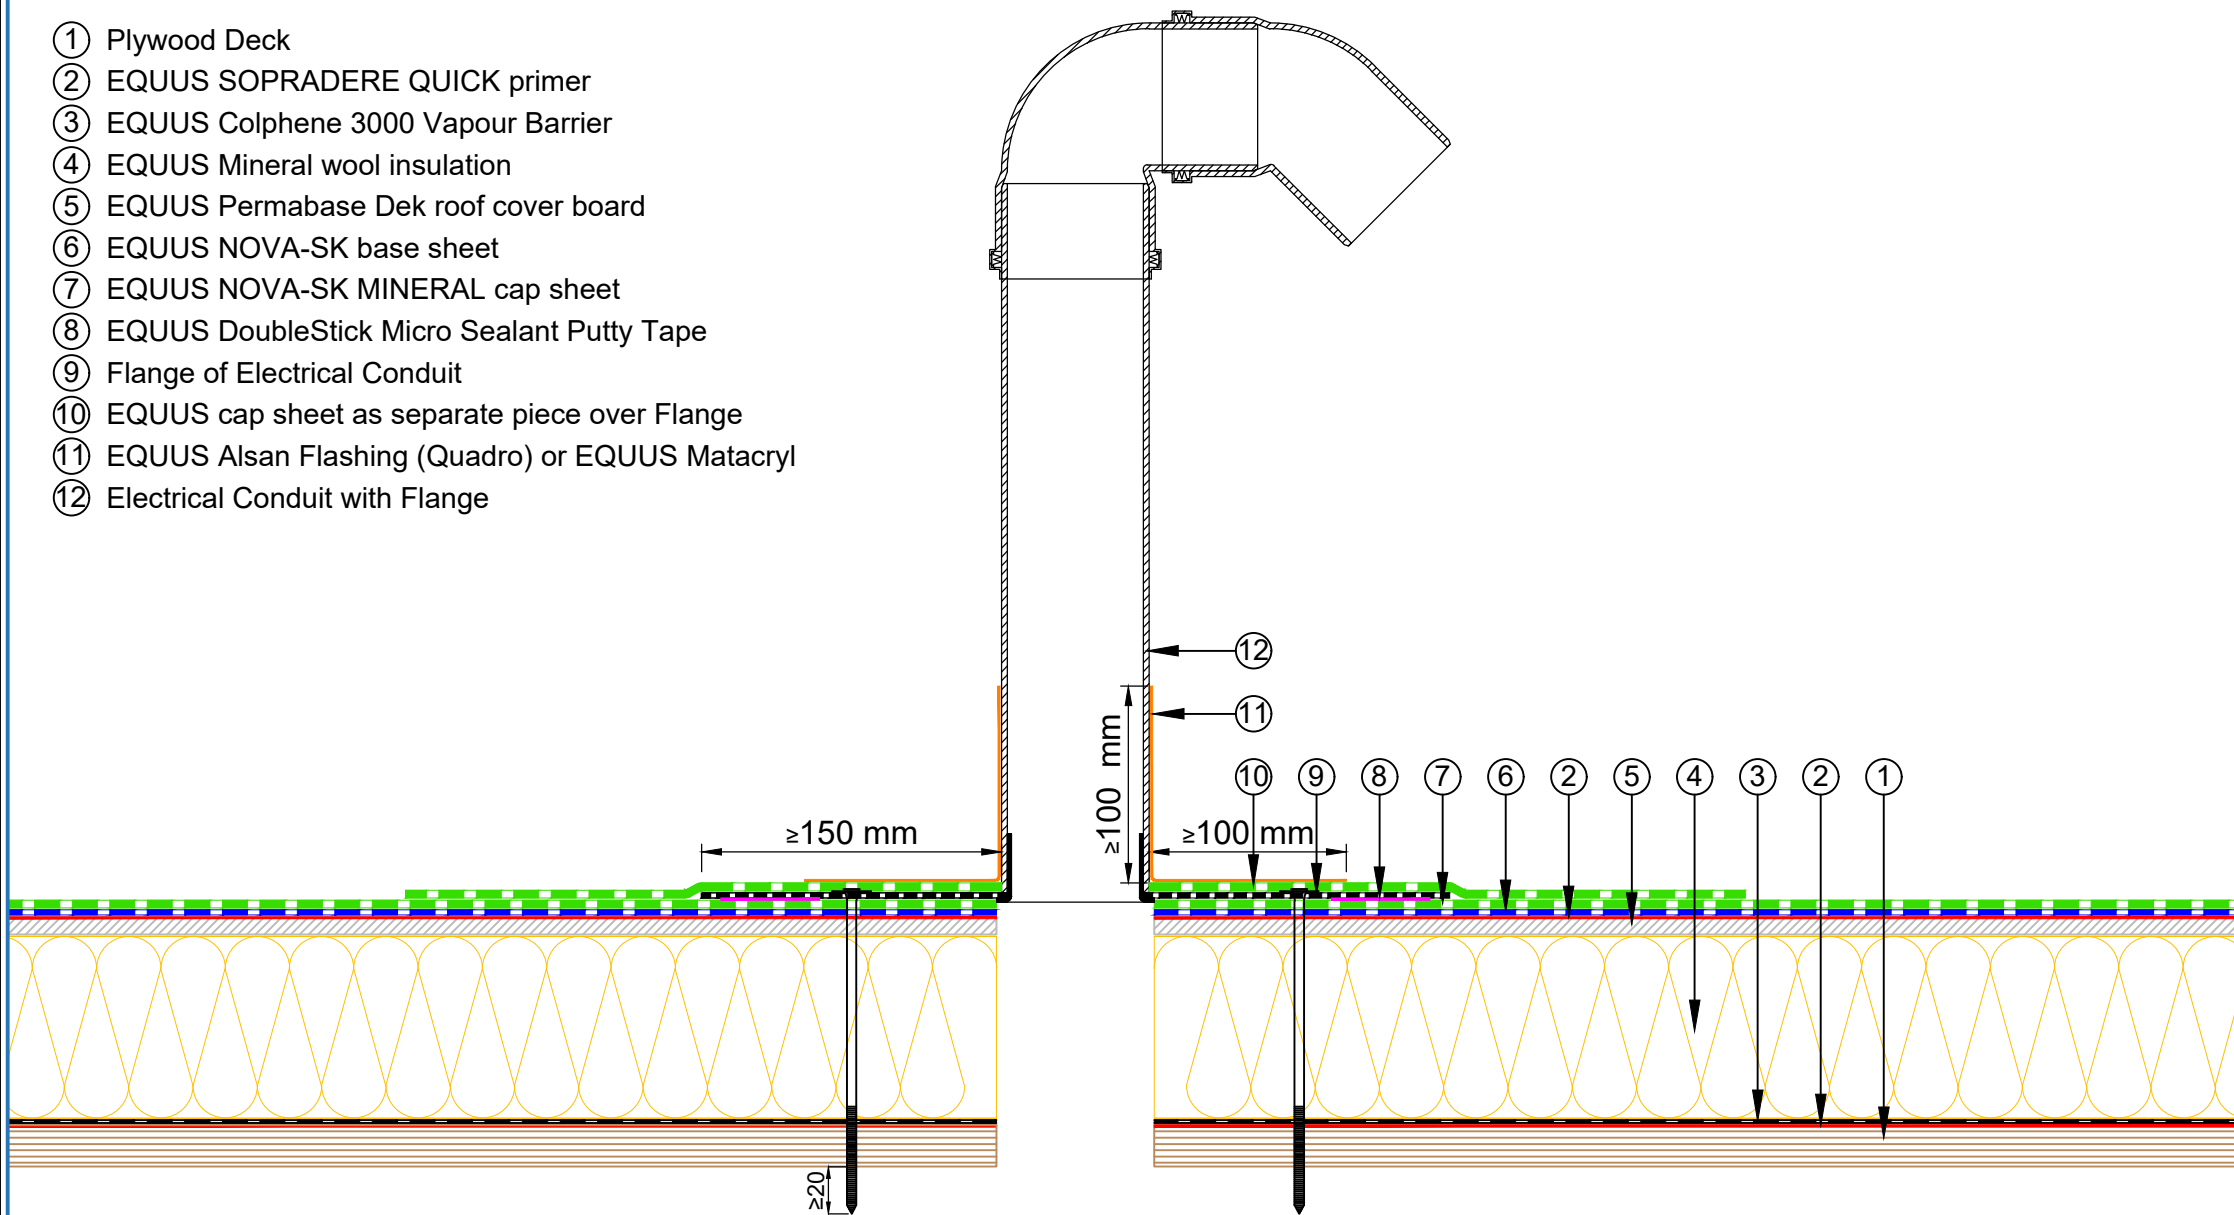 1 Plywood Deck
2 EQUUS SOPRADERE QUICK primer
3 EQUUS Colphene 3000 Vapour Barrier
4 EQUUS Mineral wool insulation
5 EQUUS Permabase Dek roof cover board
6 EQUUS NOVA-SK base sheet
7 EQUUS NOVA-SK MINERAL cap sheet
8 EQUUS DoubleStick Micro Sealant Putty Tape
9 Flange of Electrical Conduit
10 EQUUS cap sheet as separate piece over Flange
11 EQUUS Alsan Flashing (Quadro) or EQUUS Matacryl
12 Electrical Conduit with Flange
12
11
≥100 mm
10 9 8 7 6 2 5 4 3 2 1
≥150 mm
≥100 mm
≥20